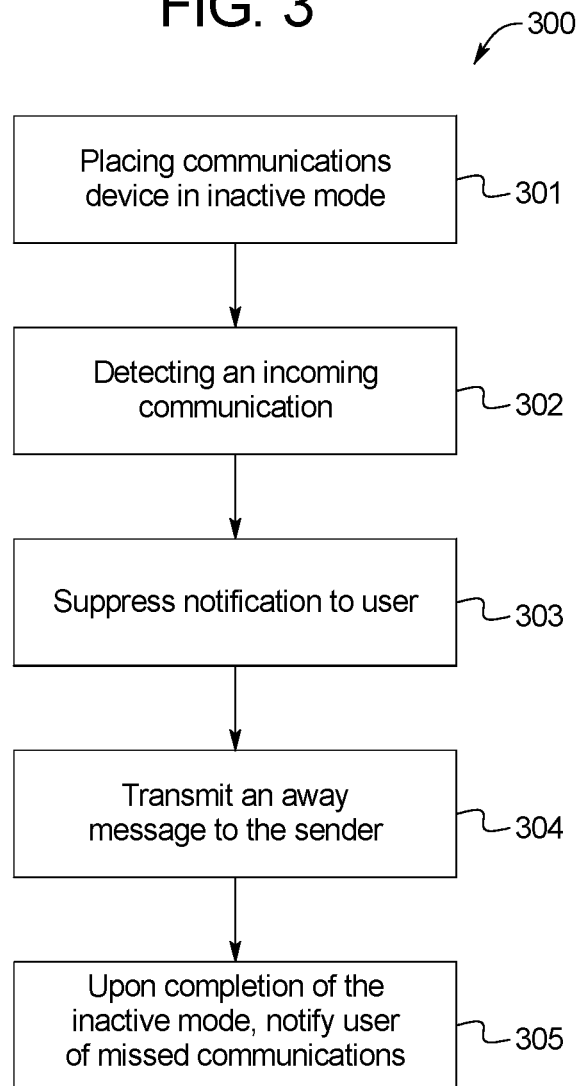 FIG. 3
300
Placing communications
device in inactive mode
301
Detecting an incoming
communication
302
Suppress notification to user
303
Transmit an away
message to the sender
304
Upon completion of the
inactive mode, notify user
of missed communications
305